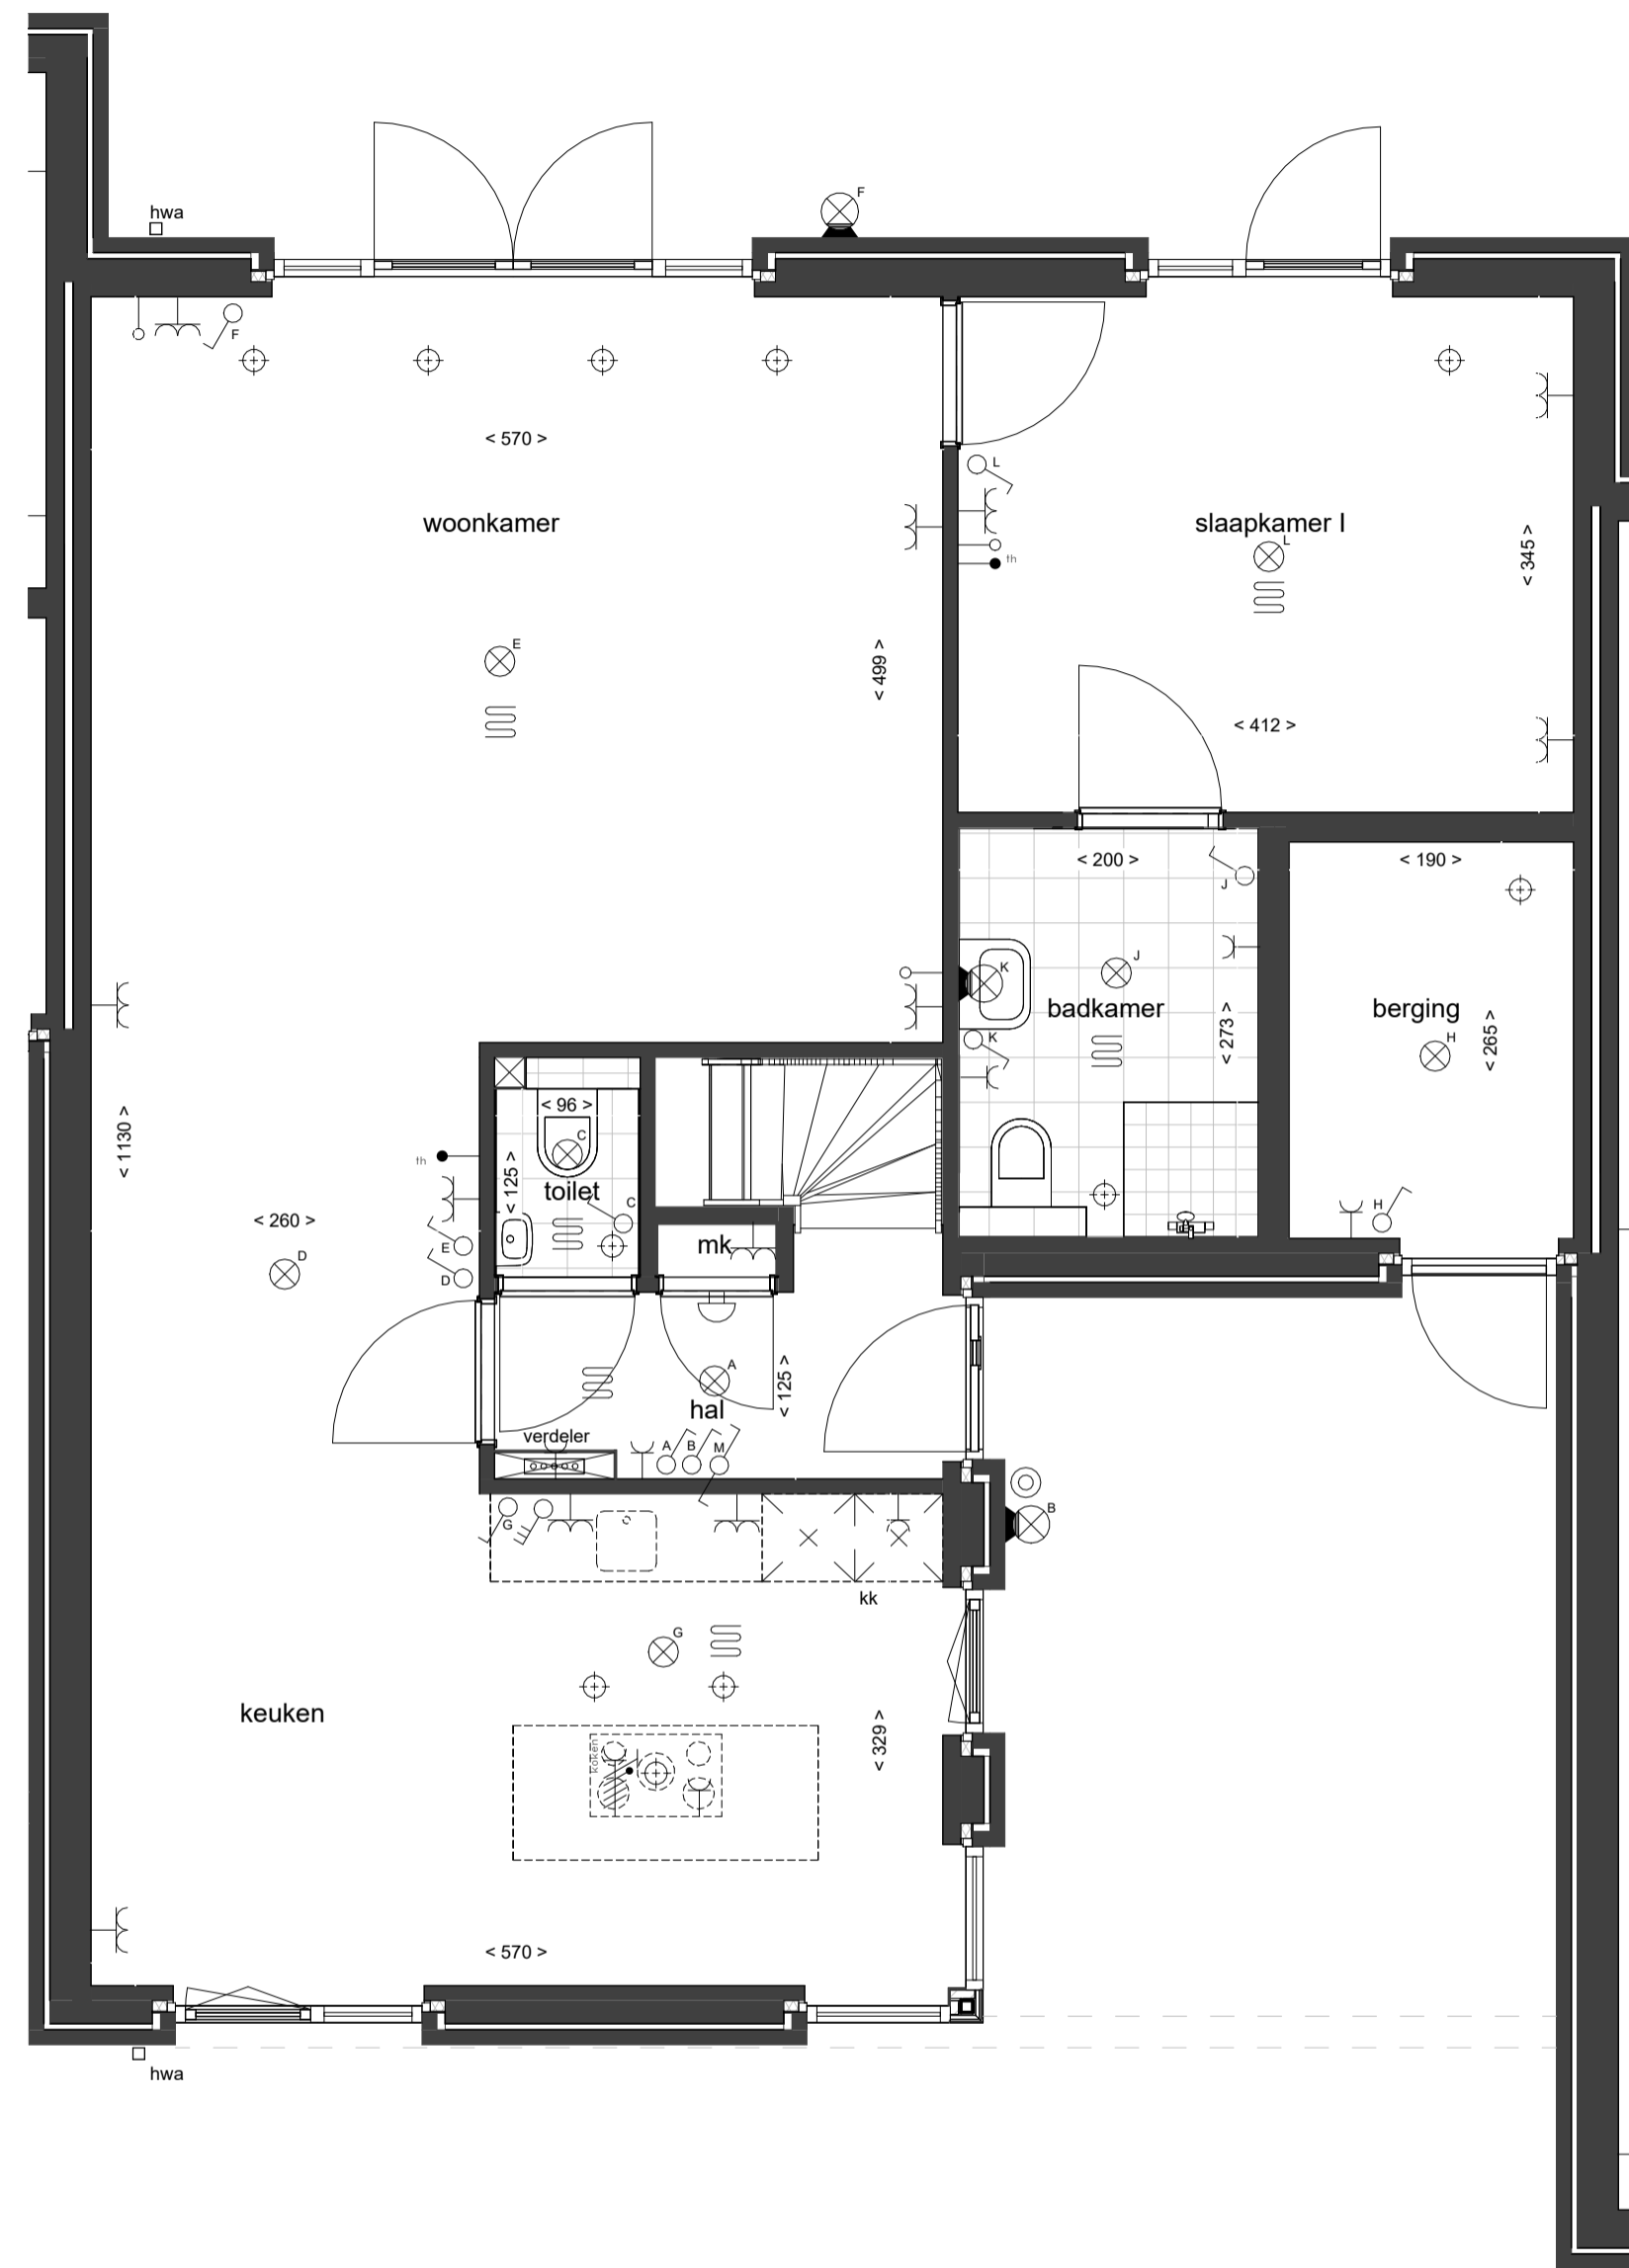 F
hwa
F
< 570 >
L
woonkamer
slaapkamer I
L
th
< 345 >
E
< 499 >
< 412 >
< 200 >
< 190 >
J
J
K
badkamer
berging
K
< 273 >
< 265 >
H
< 96 >
< 1130 >
C
th
< 125 >
toilet
C
H
< 260 >
E
mk
D
D
A
< 125 >
hal
verdeler
A
B
M
B
G
kk
G
keuken
< 329 >
koken
< 570 >
hwa